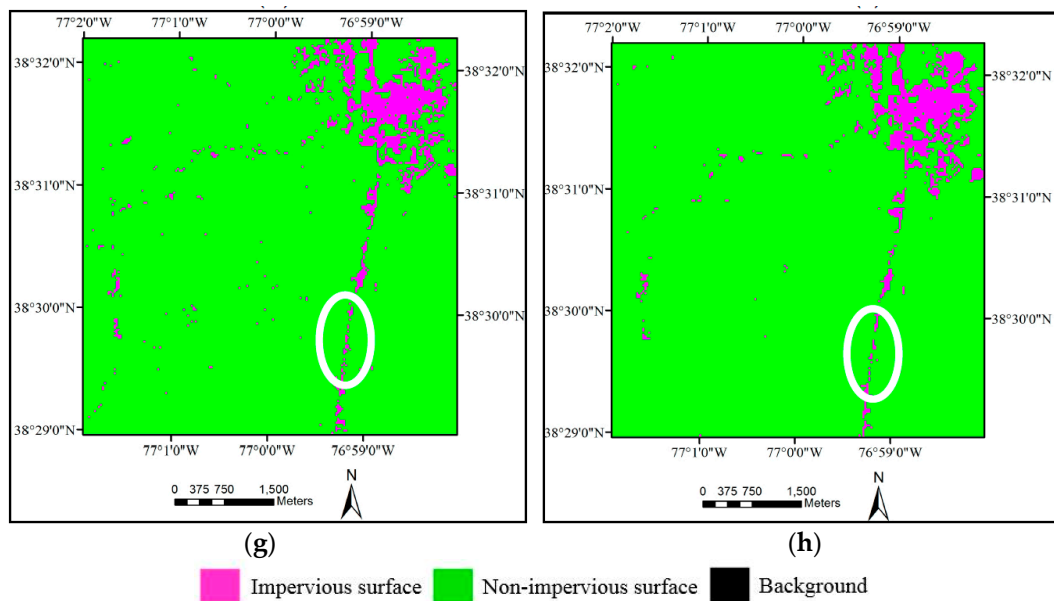 77°2'0"W 77°1'0"W 77°0'0"W 76°59'0"W
38°32'0"N
38°32'0"N
38°31'0"N
38°31'0"N
38°30'0"N
38°30'0"N
38°29'0"N
77°1'0"W 77°0'0"W 76°59'0"W
N
0 375 750 1,500
Meters
(g)
77°2'0"W 77°1'0"W 77°0'0"W 76°59'0"W
38°32'0"N
38°32'0"N
38°31'0"N
38°31'0"N
38°30'0"N
38°30'0"N
38°29'0"N
77°1'0"W 77°0'0"W 76°59'0"W
N
0 375 750 1,500
Meters
(h)
Impervious surface Non-impervious surface Background